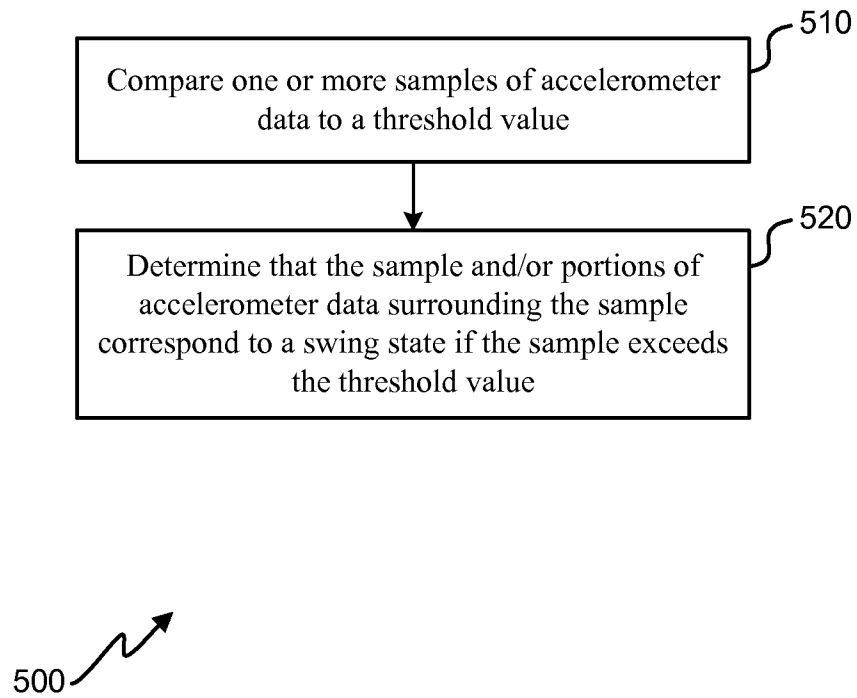 510
Compare one or more samples of accelerometer
data to a threshold value
520
Determine that the sample and/or portions of
accelerometer data surrounding the sample
correspond to a swing state if the sample exceeds
the threshold value
500